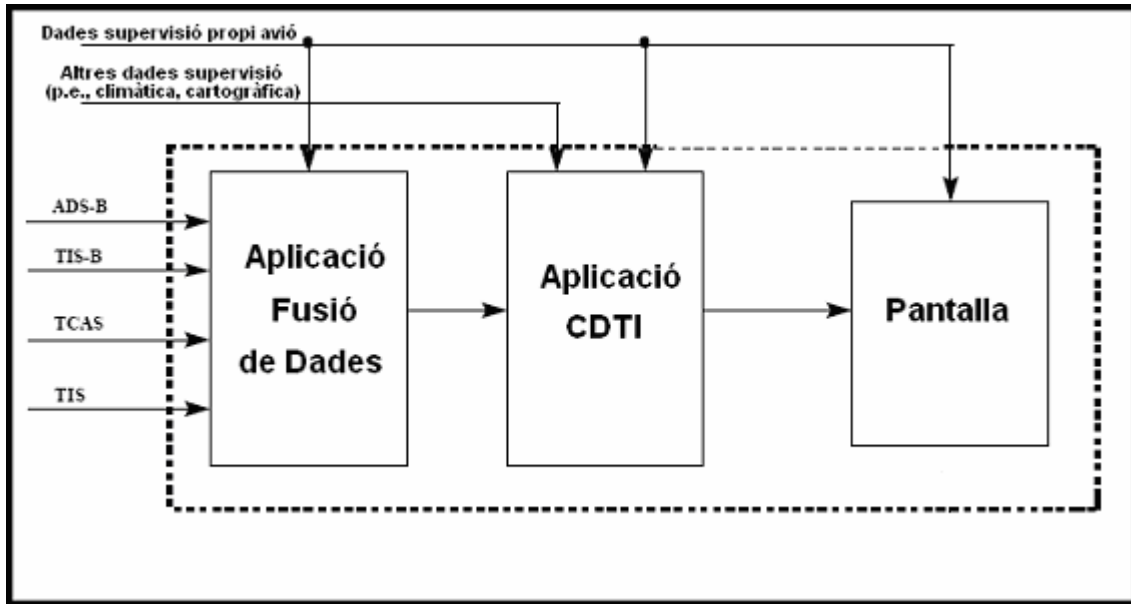 Dades supervisió propi avió
Altres dades supervisió
(p.e., climàtica, cartogràfica)
ADS-B
TIS-B
TCAS
TIS
Aplicació
Fusió
de Dades
Aplicació
CDTI
Pantalla